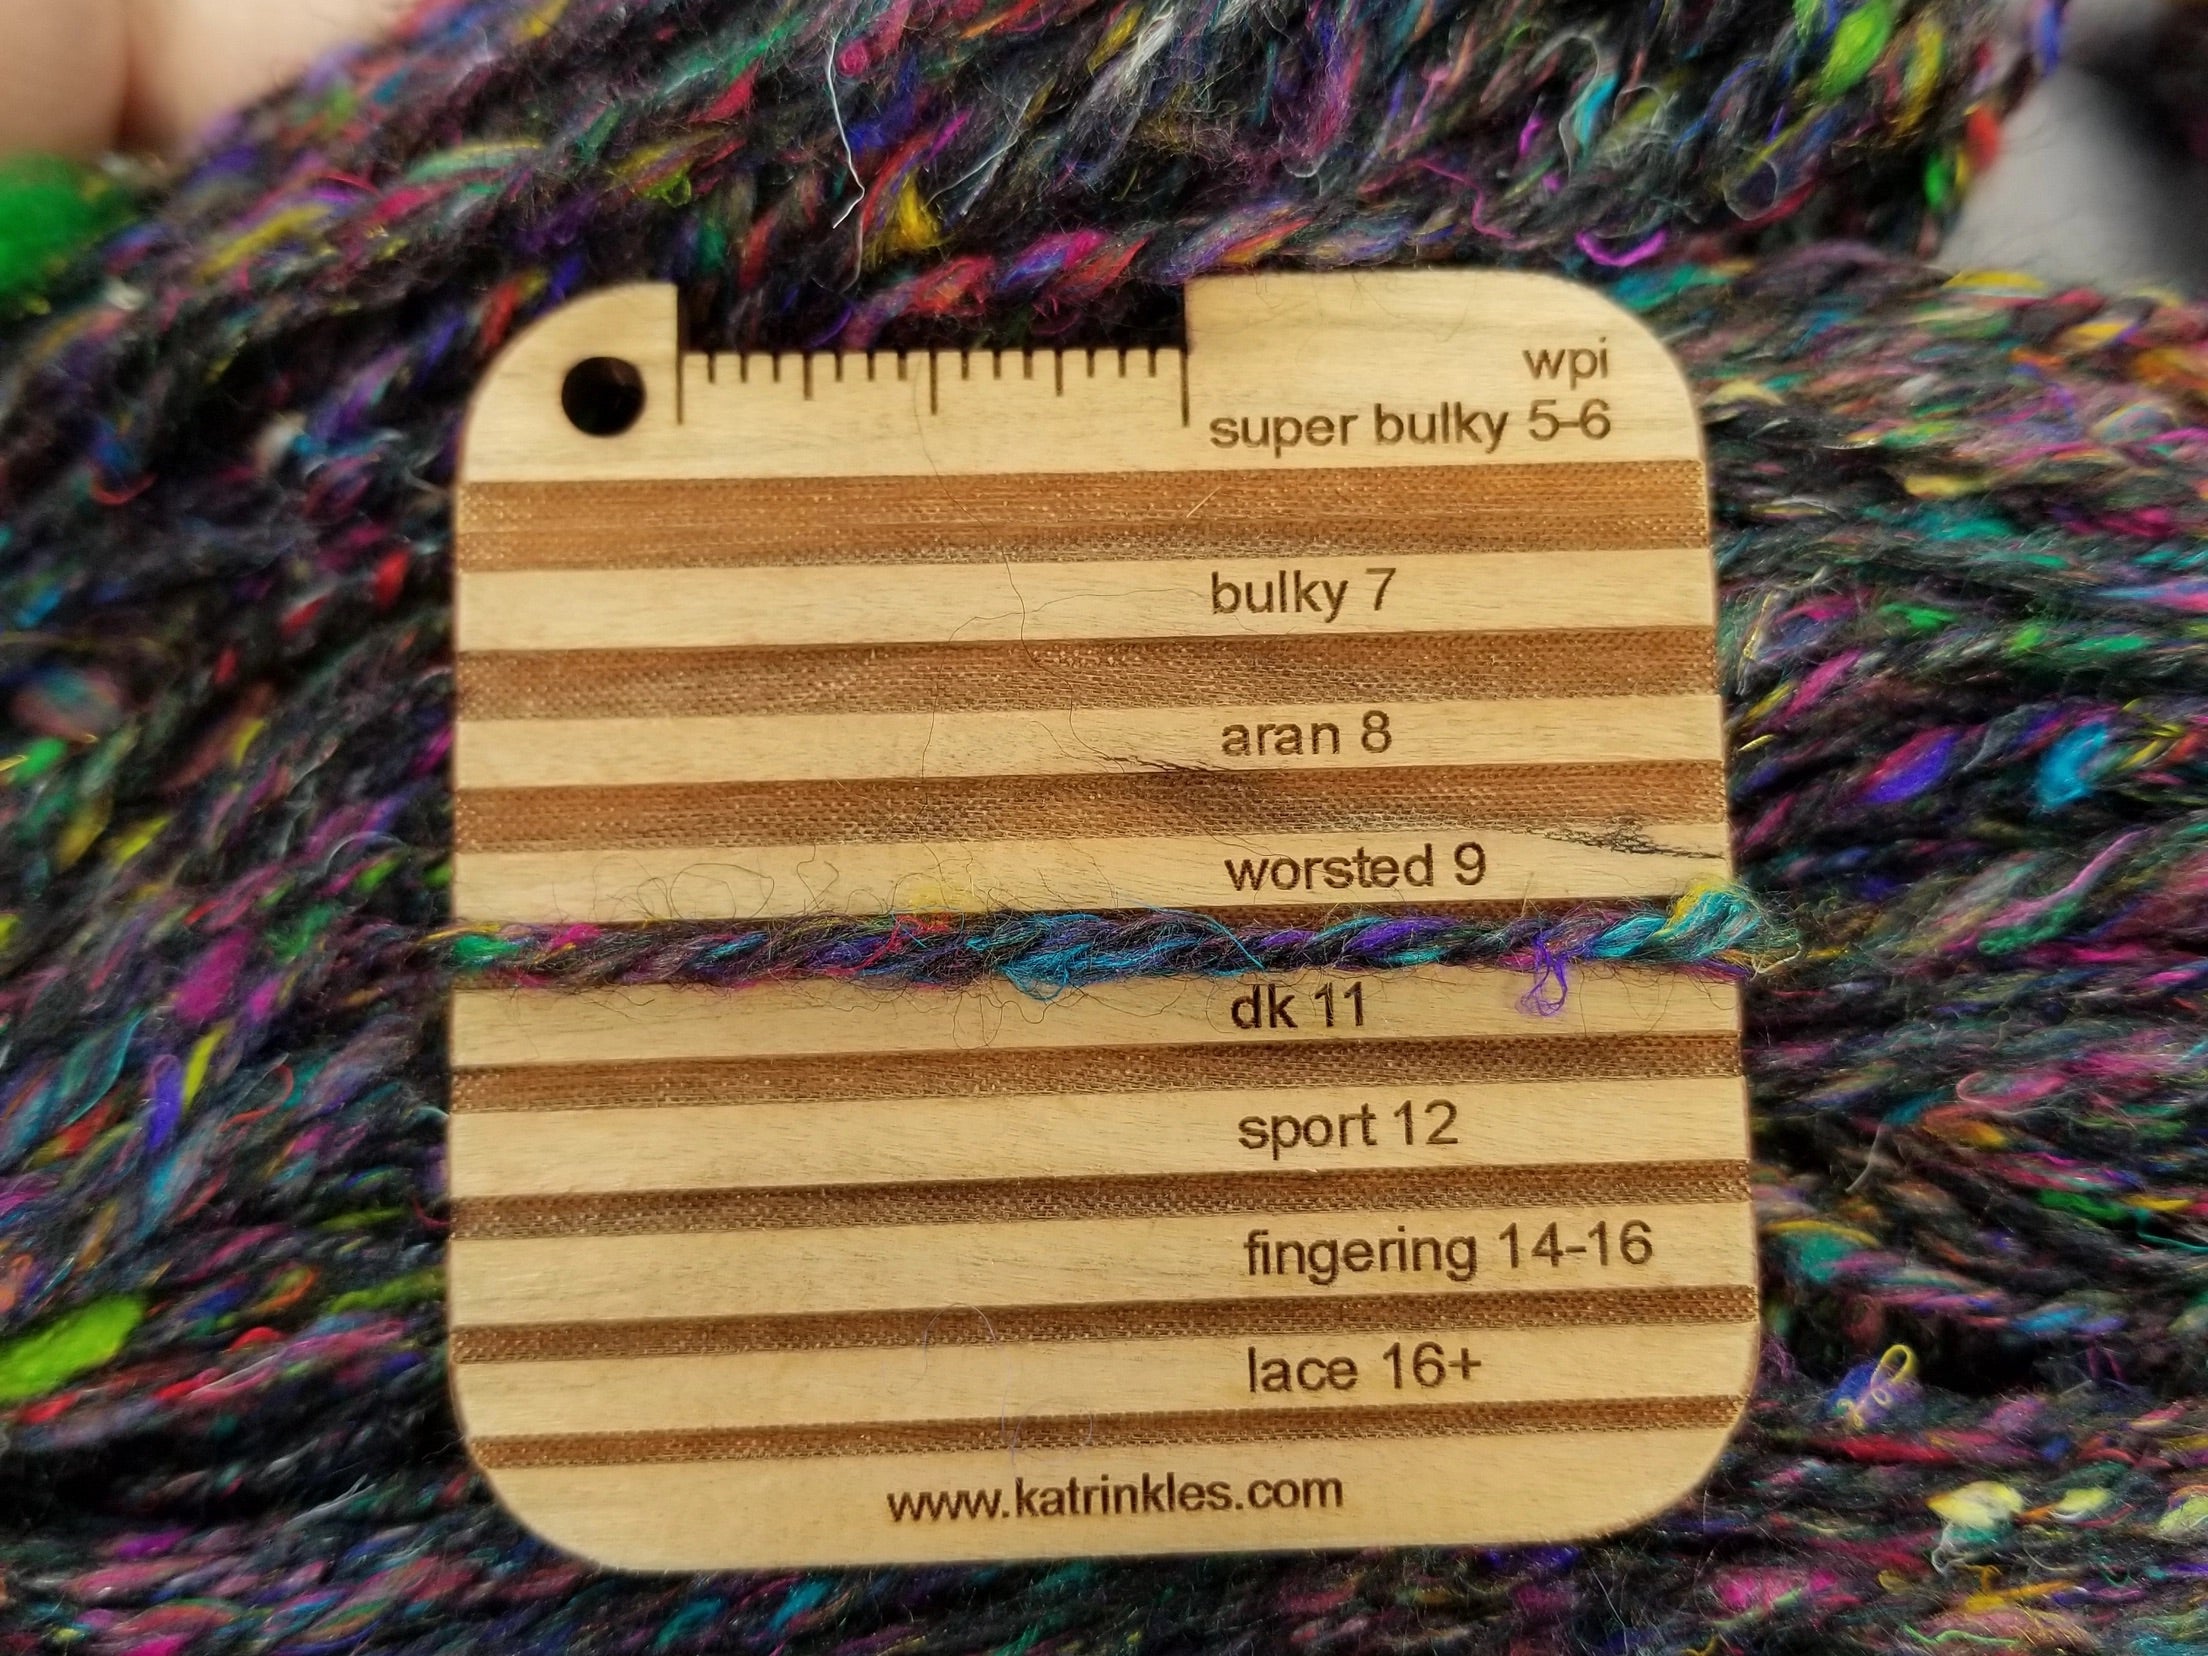 wpi
super bulky 5-6
bulky 7
aran 8
worsted 9
dk 11
sport 12
fingering 14-16
lace 16+
www.katrinkles.com